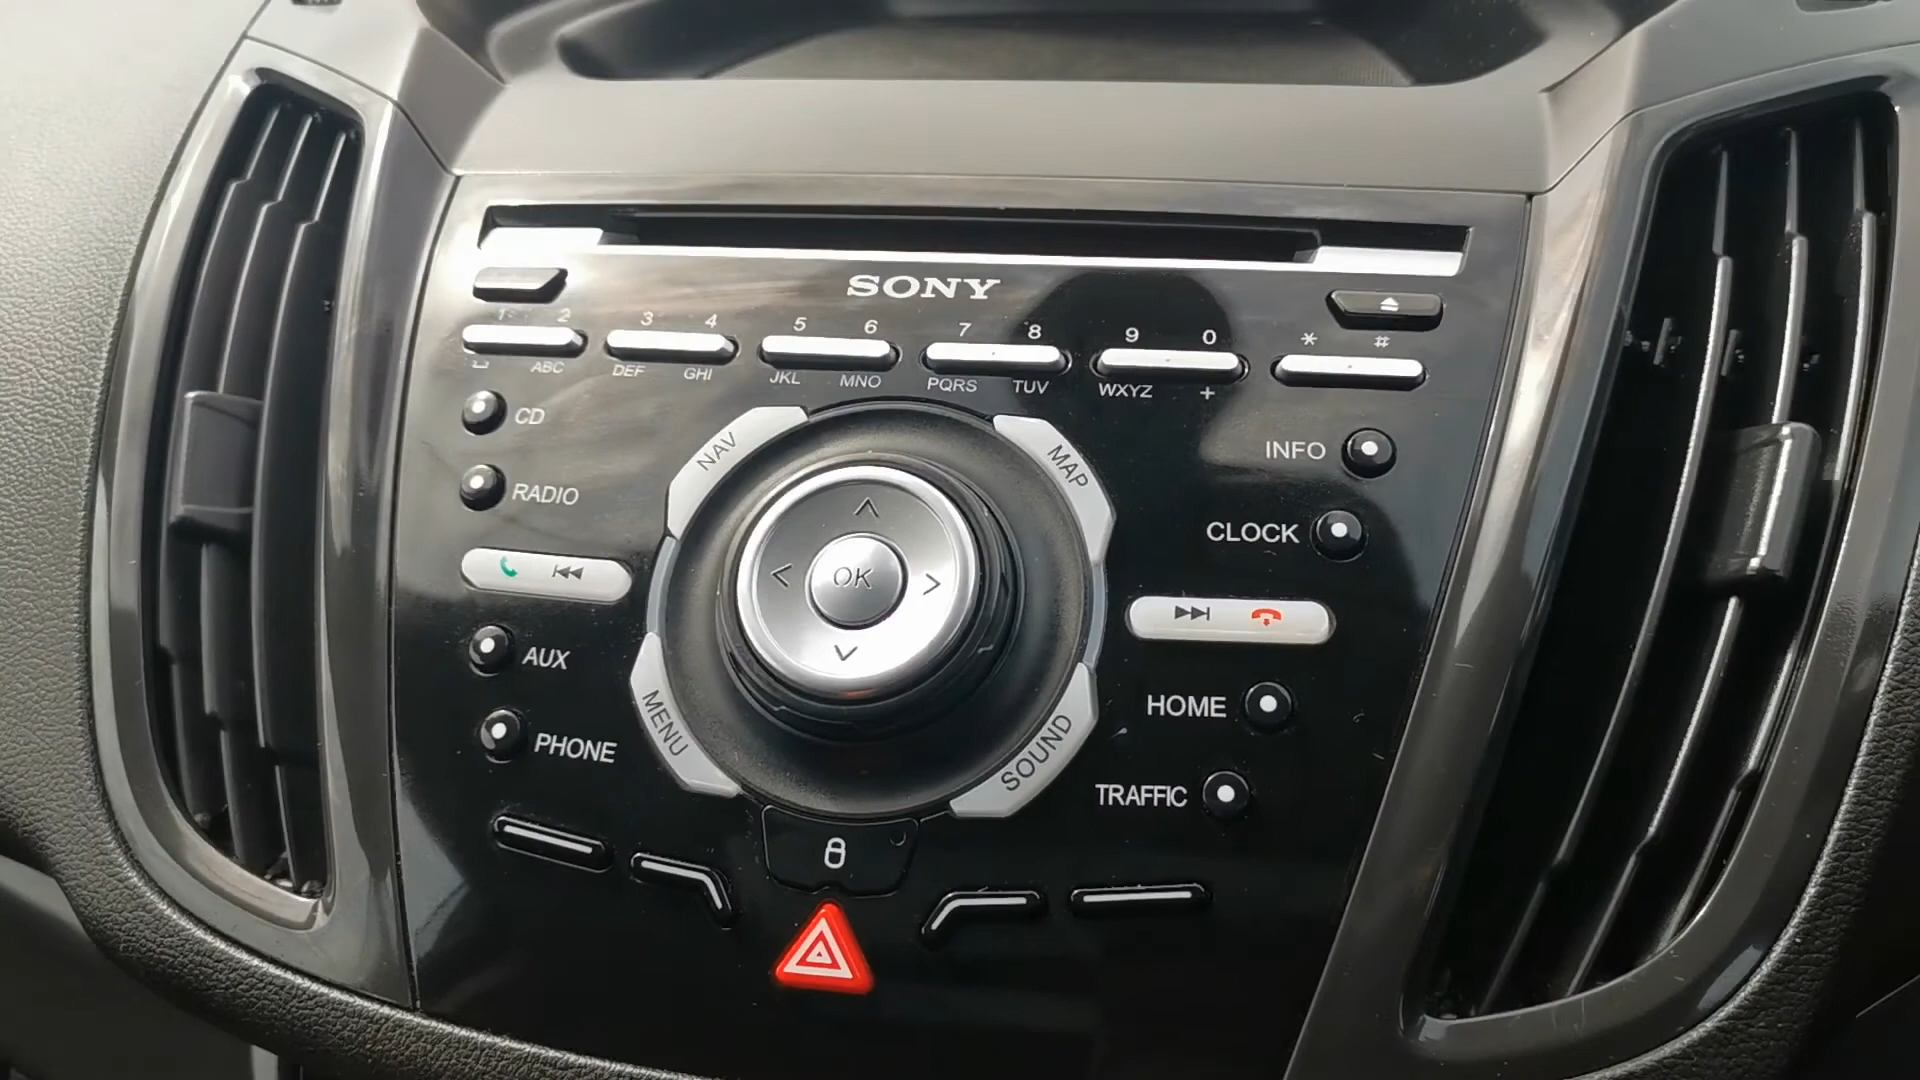 SONY
1 2 3 4 5 6 7 8 9 0 * #
ABC DEF GHI JKL MNO PQRS TUV WXYZ +
CD
NAV
MAP
INFO
RADIO
CLOCK
OK
AUX
MENU
SOUND
HOME
PHONE
TRAFFIC